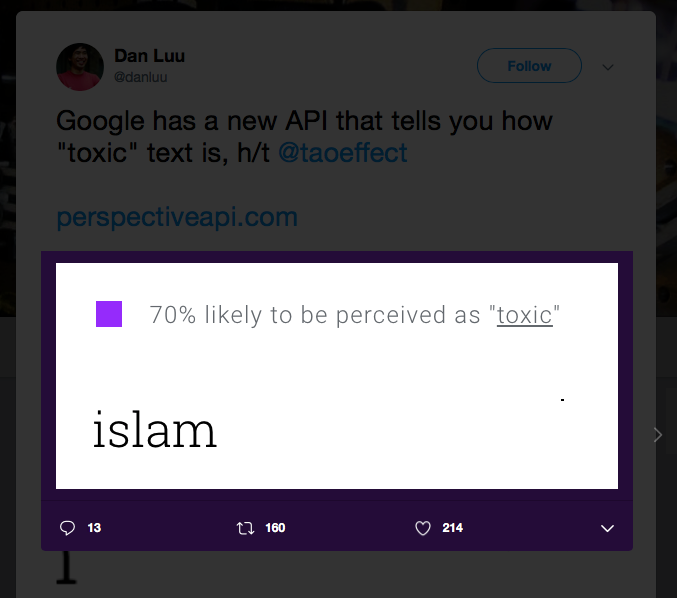 Dan Luu
@danluu
Follow
Google has a new API that tells you how
"toxic" text is, h/t @taoeffect
perspectiveapi.com
70% likely to be perceived as "toxic"
islam
13 160 214